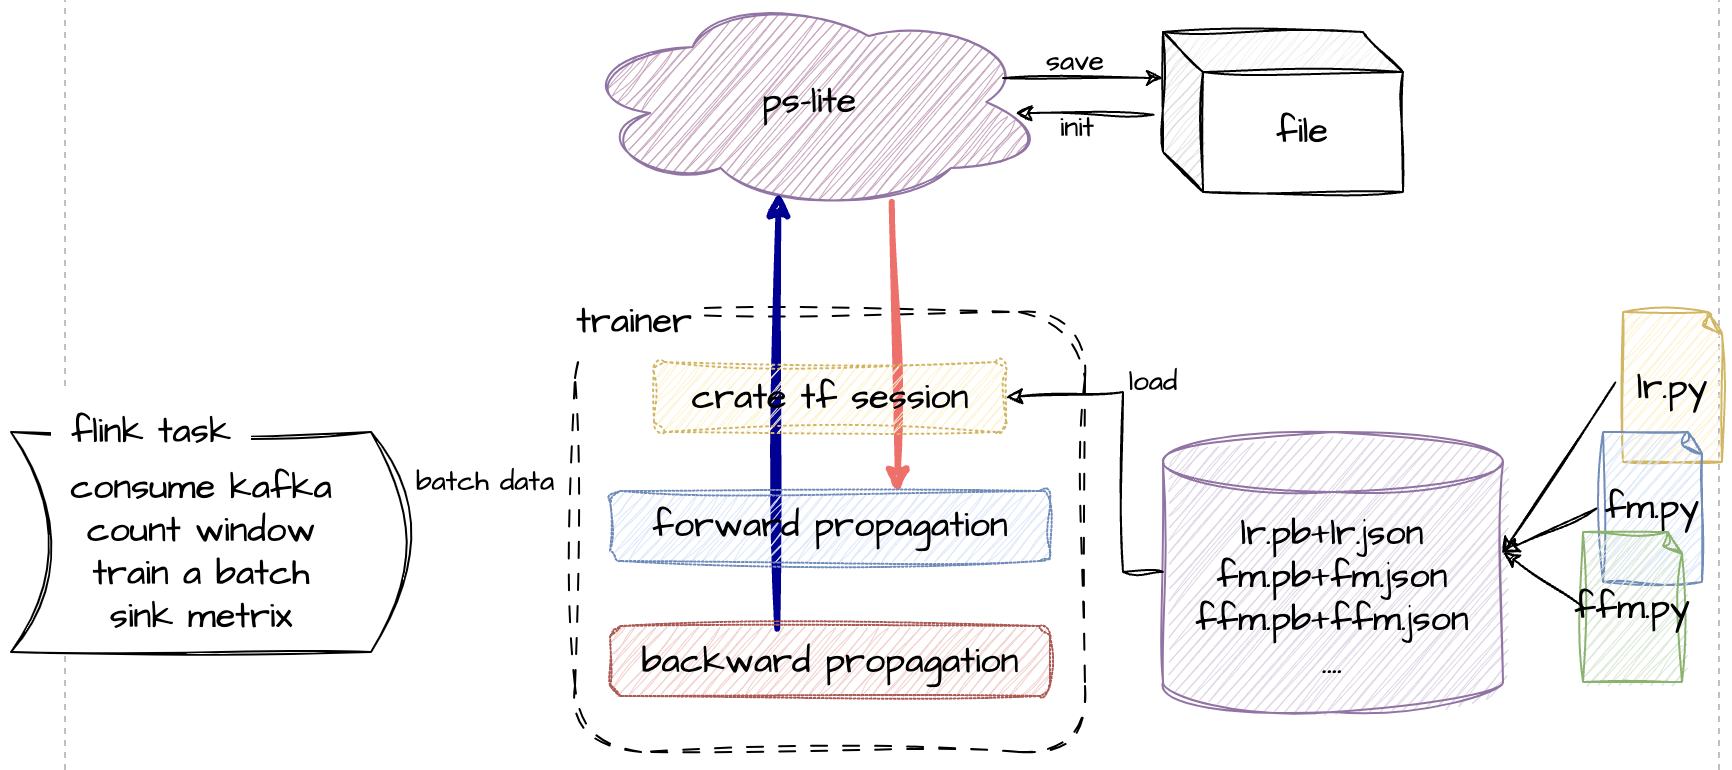 ps-lite
save
init
file
trainer
crate tf session
forward propagation
backward propagation
flink task
consume kafka
count window
train a batch
sink metrix
batch data
load
lr.pb+lr.json
fm.pb+fm.json
ffm.pb+ffm.json
....
lr.py
fm.py
ffm.py